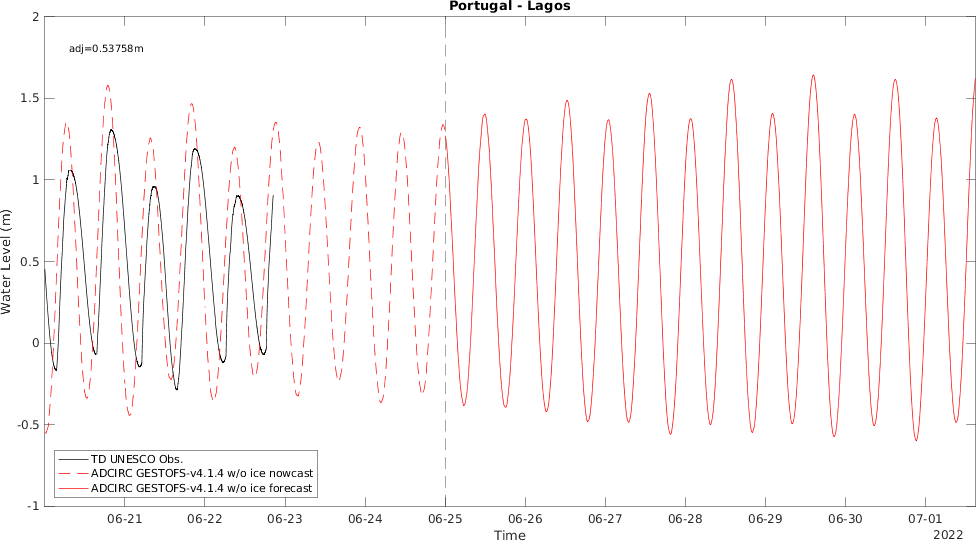 Portugal - Lagos
adj=0.53758m
2
1.5
1
0.5
0
-0.5
-1
Water Level (m)
TD UNESCO Obs.
ADCIRC GESTOFS-v4.1.4 w/o ice nowcast
ADCIRC GESTOFS-v4.1.4 w/o ice forecast
06-21 06-22 06-23 06-24 06-25 06-26 06-27 06-28 06-29 06-30 07-01
Time
2022